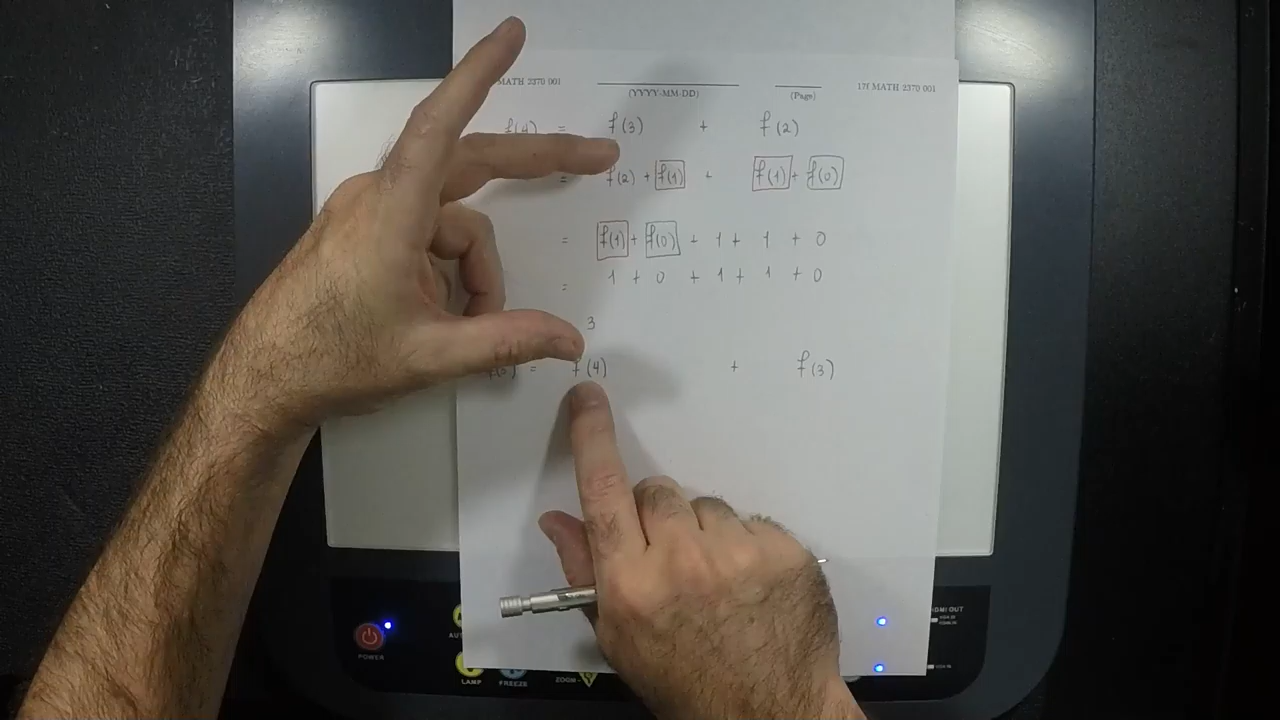 MATH 2370 001 (YYYY-MM-DD) (Page) 17f MATH 2370 001
f(4) = f(3) + f(2)
= f(2) + f(1) + f(1) + f(0)
= f(1) + f(0) + 1 + 1 + 0
= 1 + 0 + 1 + 1 + 0
3
= f(4) + f(3)
POWER
LAMP
FREEZE
ZOOM -